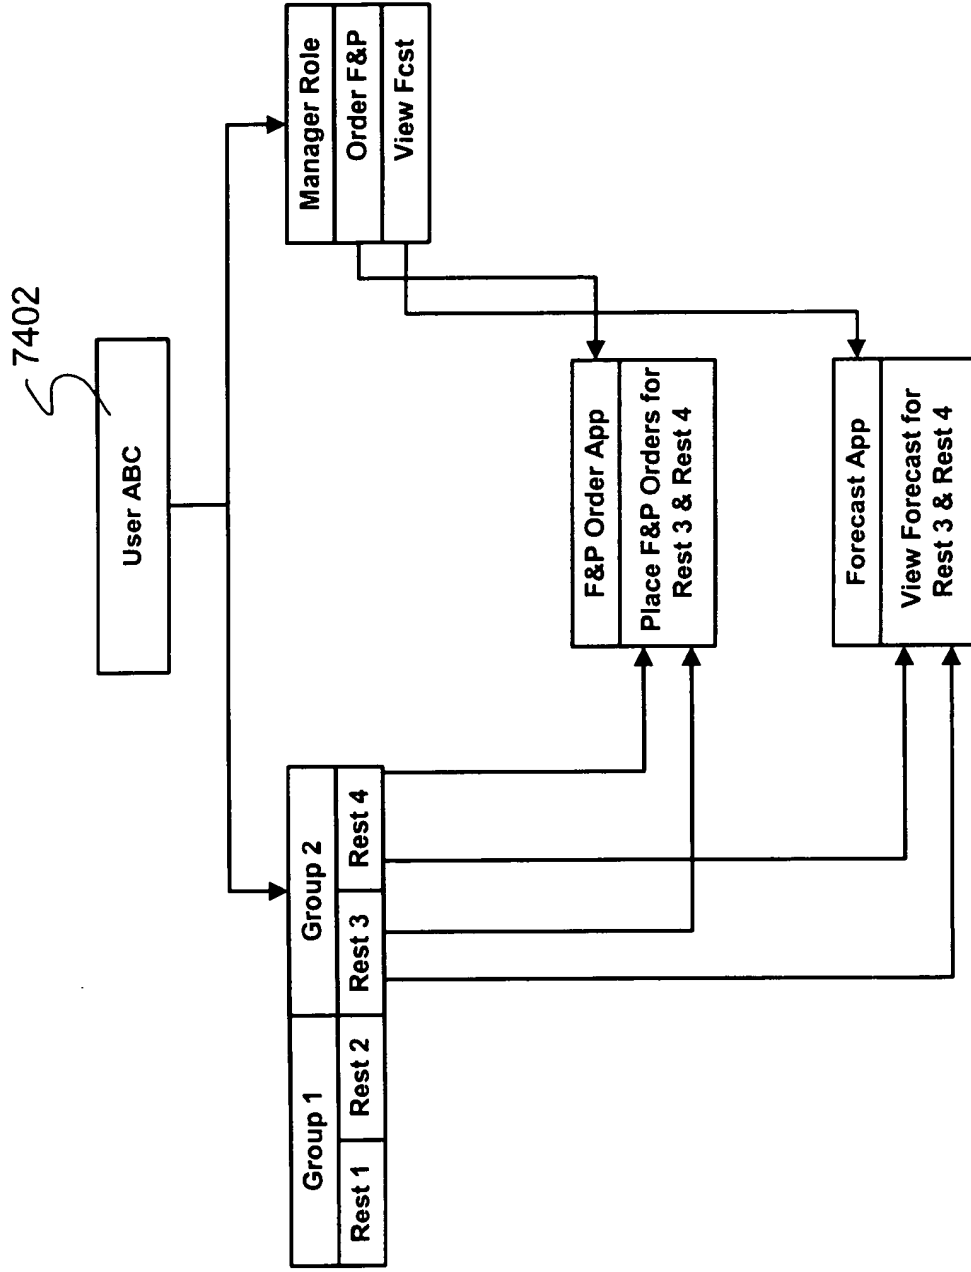 7402
User ABC
Group 1
Group 2
Rest 1
Rest 2
Rest 3
Rest 4
Manager Role
Order F&P
View Fcst
F&P Order App
Place F&P Orders for
Rest 3 & Rest 4
Forecast App
View Forecast for
Rest 3 & Rest 4